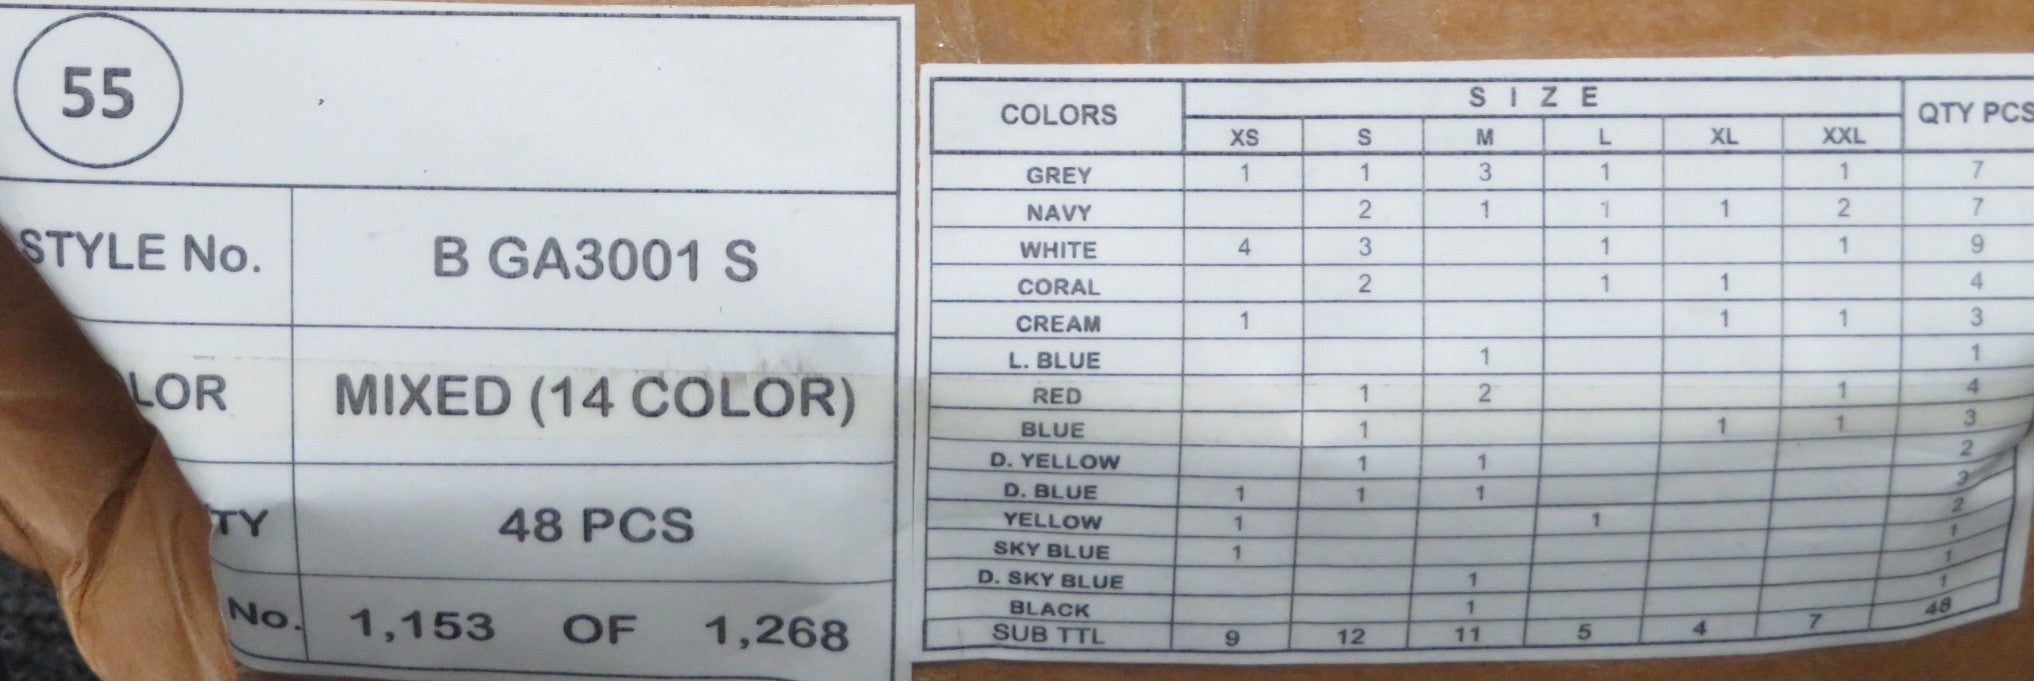 55
STYLE No. B GA3001 S
LOR MIXED (14 COLOR)
TY 48 PCS
No. 1,153 OF 1,268
COLORS S I Z E QTY PCS
XS S M L XL XXL
GREY 1 1 3 1 1 7
NAVY 2 1 1 1 2 7
WHITE 4 3 1 1 9
CORAL 2 1 1 4
CREAM 1 1 1 3
L. BLUE 1 1
RED 1 2 1 4
BLUE 1 1 1 3
D. YELLOW 1 1 2
D. BLUE 1 1 1 3
YELLOW 1 1 2
SKY BLUE 1 1
D. SKY BLUE 1 1
BLACK 1 1
SUB TTL 9 12 11 5 4 7 48